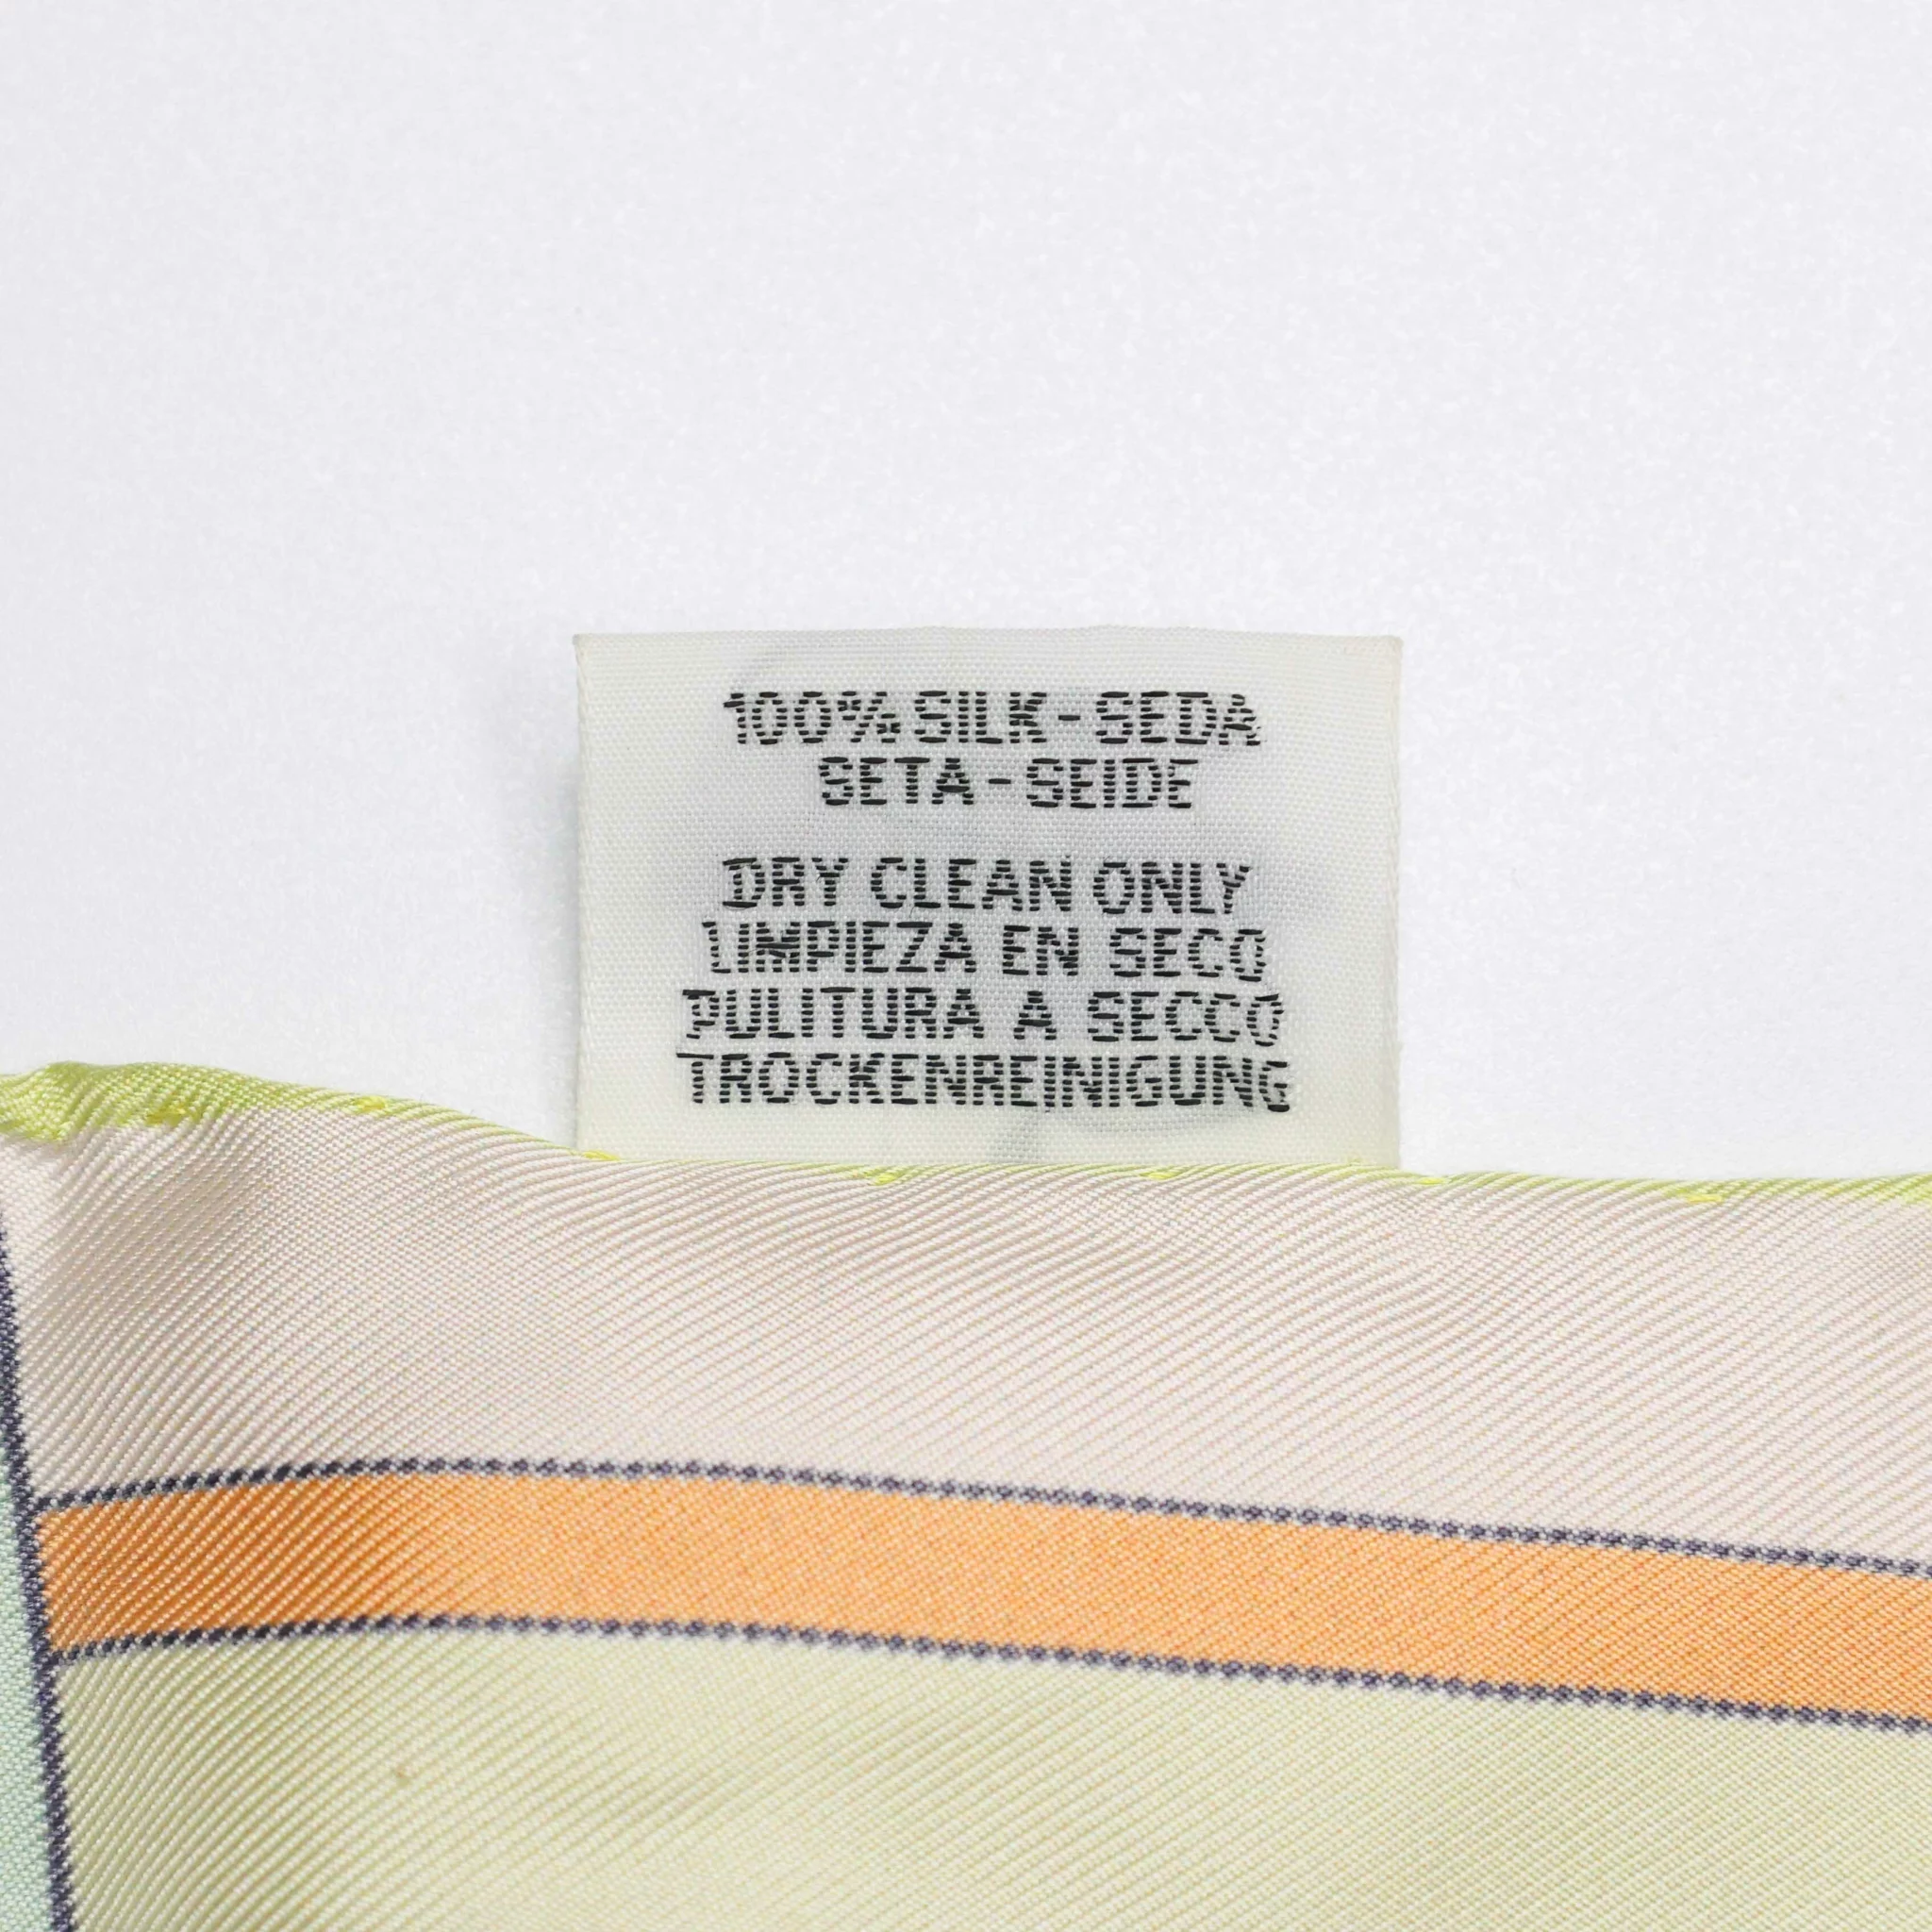 100% SILK - SEDA
SETA - SEIDE
DRY CLEAN ONLY
LIMPIEZA EN SECO
PULITURA A SECCO
TROCKENREINIGUNG